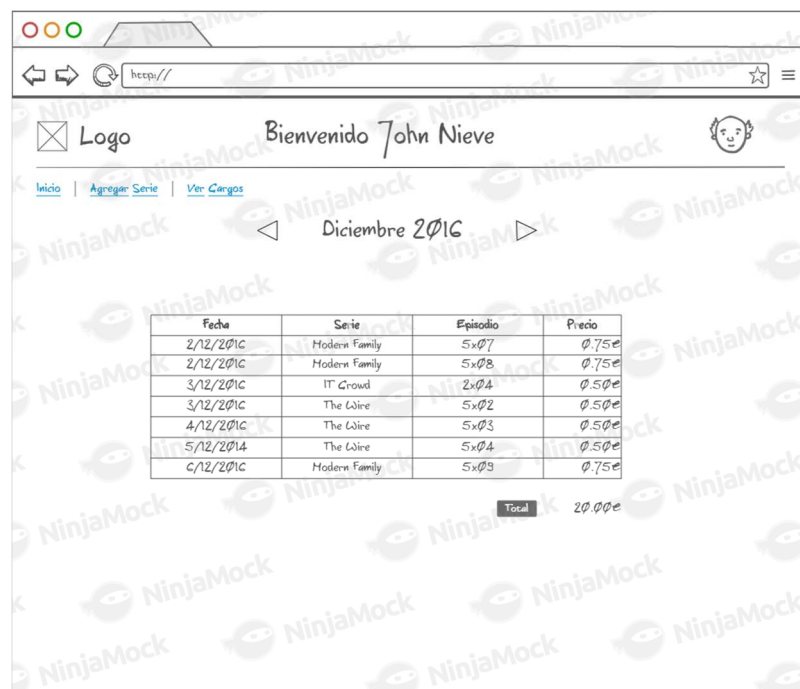 http://
Logo
Bienvenido John Nieve
Inicio | Agregar Serie | Ver Cargos
Diciembre 2016
Fecha Serie Episodio Precio
2/12/2016 Modern Family 5x07 0.75€
2/12/2016 Modern Family 5x08 0.75€
3/12/2016 IT Crowd 2x04 0.50€
3/12/2016 The Wire 5x02 0.50€
4/12/2016 The Wire 5x03 0.50€
5/12/2014 The Wire 5x04 0.50€
6/12/2016 Modern Family 5x09 0.75€
Total 20.00€
NinjaMock